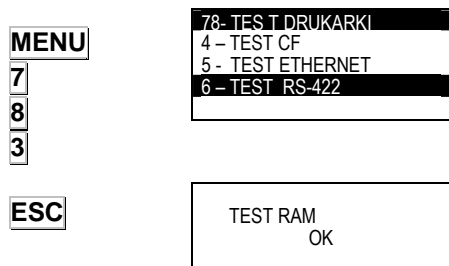 MENU
7
8
3
78- TES T DRUKARKI
4 – TEST CF
5 - TEST ETHERNET
6 – TEST RS-422
ESC
TEST RAM
OK